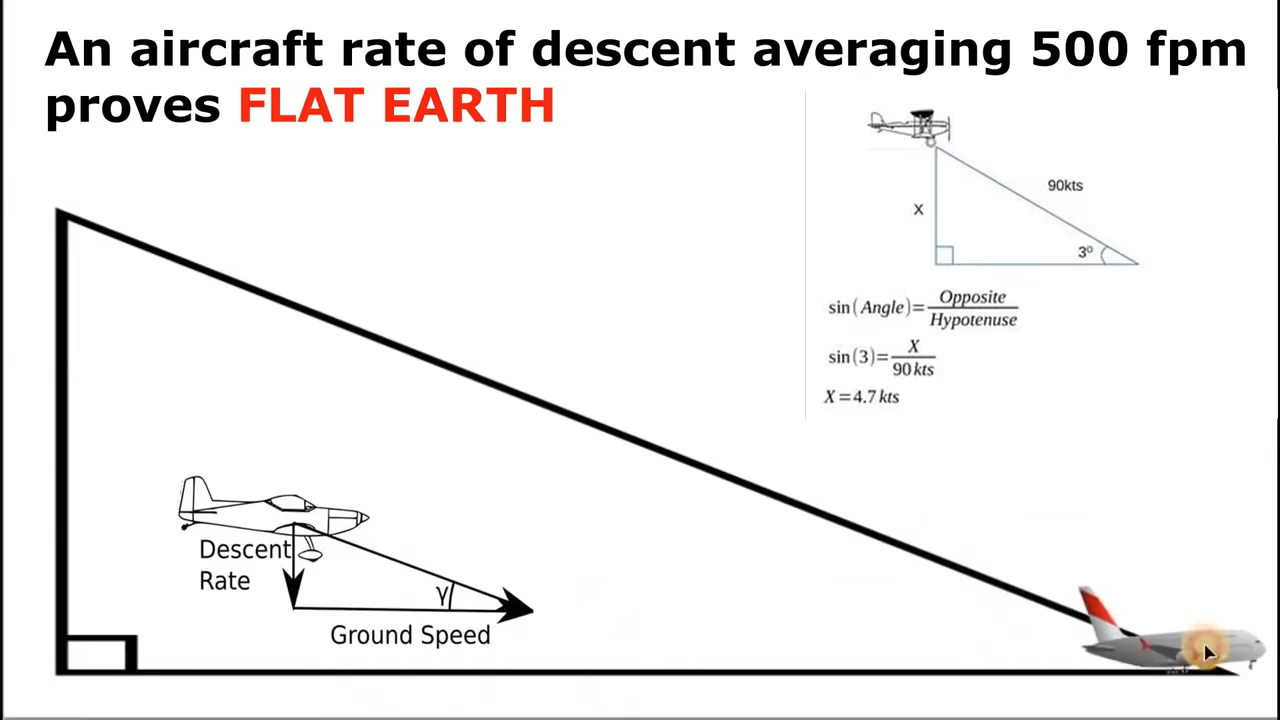 An aircraft rate of descent averaging 500 fpm
proves FLAT EARTH
90kts
X
3º
sin(Angle)=Opposite/Hypotenuse
sin(3)=X/90 kts
X=4.7 kts
Descent
Rate
γ
Ground Speed